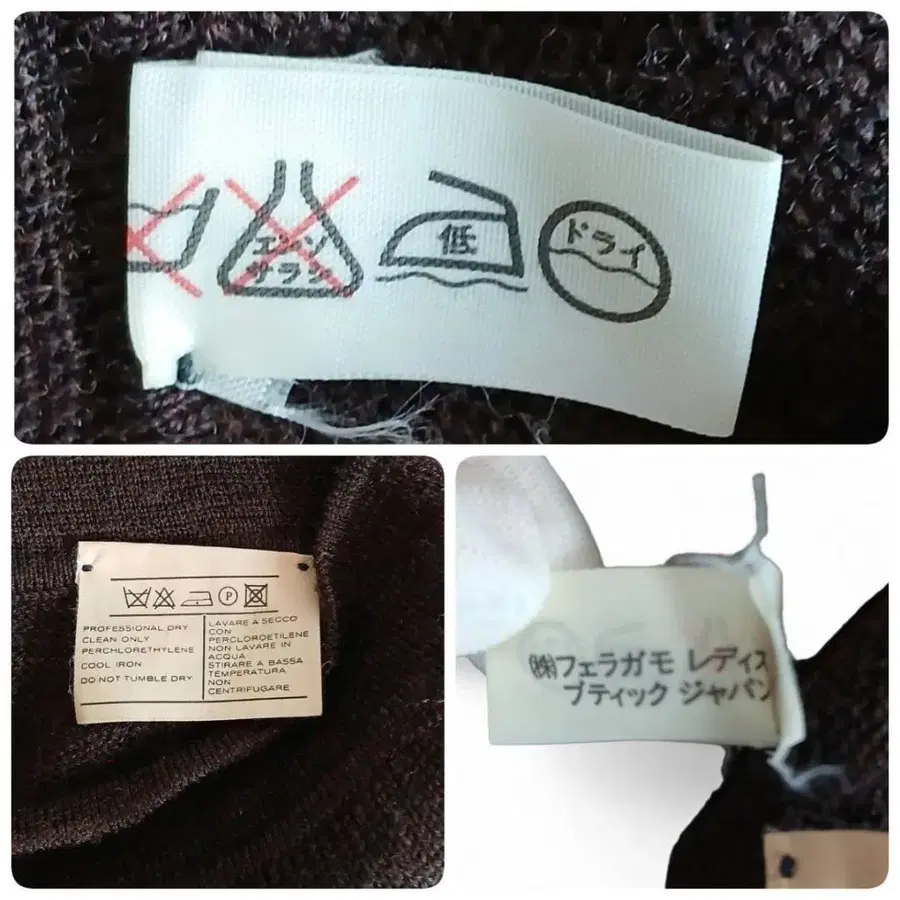 エンソ
サラシ
低
ドライ
P
PROFESSIONAL DRY
CLEAN ONLY
PERCHLORETHYLENE
COOL IRON
DO NOT TUMBLE DRY
LAVARE A SECCO
CON
PERCLOROETILENE
NON LAVARE IN
ACQUA
STIRARE A BASSA
TEMPERATURA
NON
CENTRIFUGARE
㈱フェラガモ レディス
ブティック ジャパン